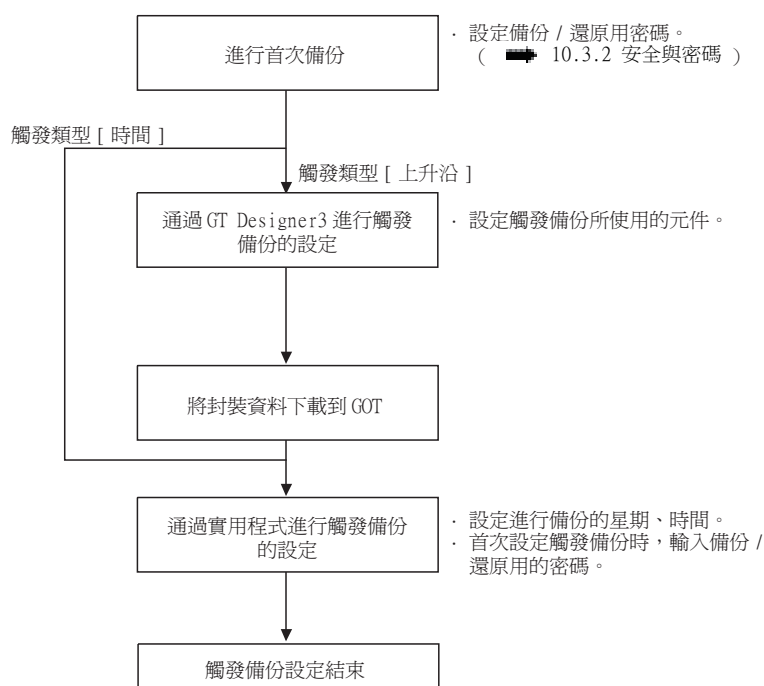 進行首次備份
· 設定備份 / 還原用密碼。
( 10.3.2 安全與密碼 )
觸發類型 [ 時間 ]
觸發類型 [ 上升沿 ]
通過 GT Designer3 進行觸發
備份的設定
· 設定觸發備份所使用的元件。
將封裝資料下載到 GOT
通過實用程式進行觸發備份
的設定
· 設定進行備份的星期、時間。
· 首次設定觸發備份時，輸入備份 /
還原用的密碼。
觸發備份設定結束